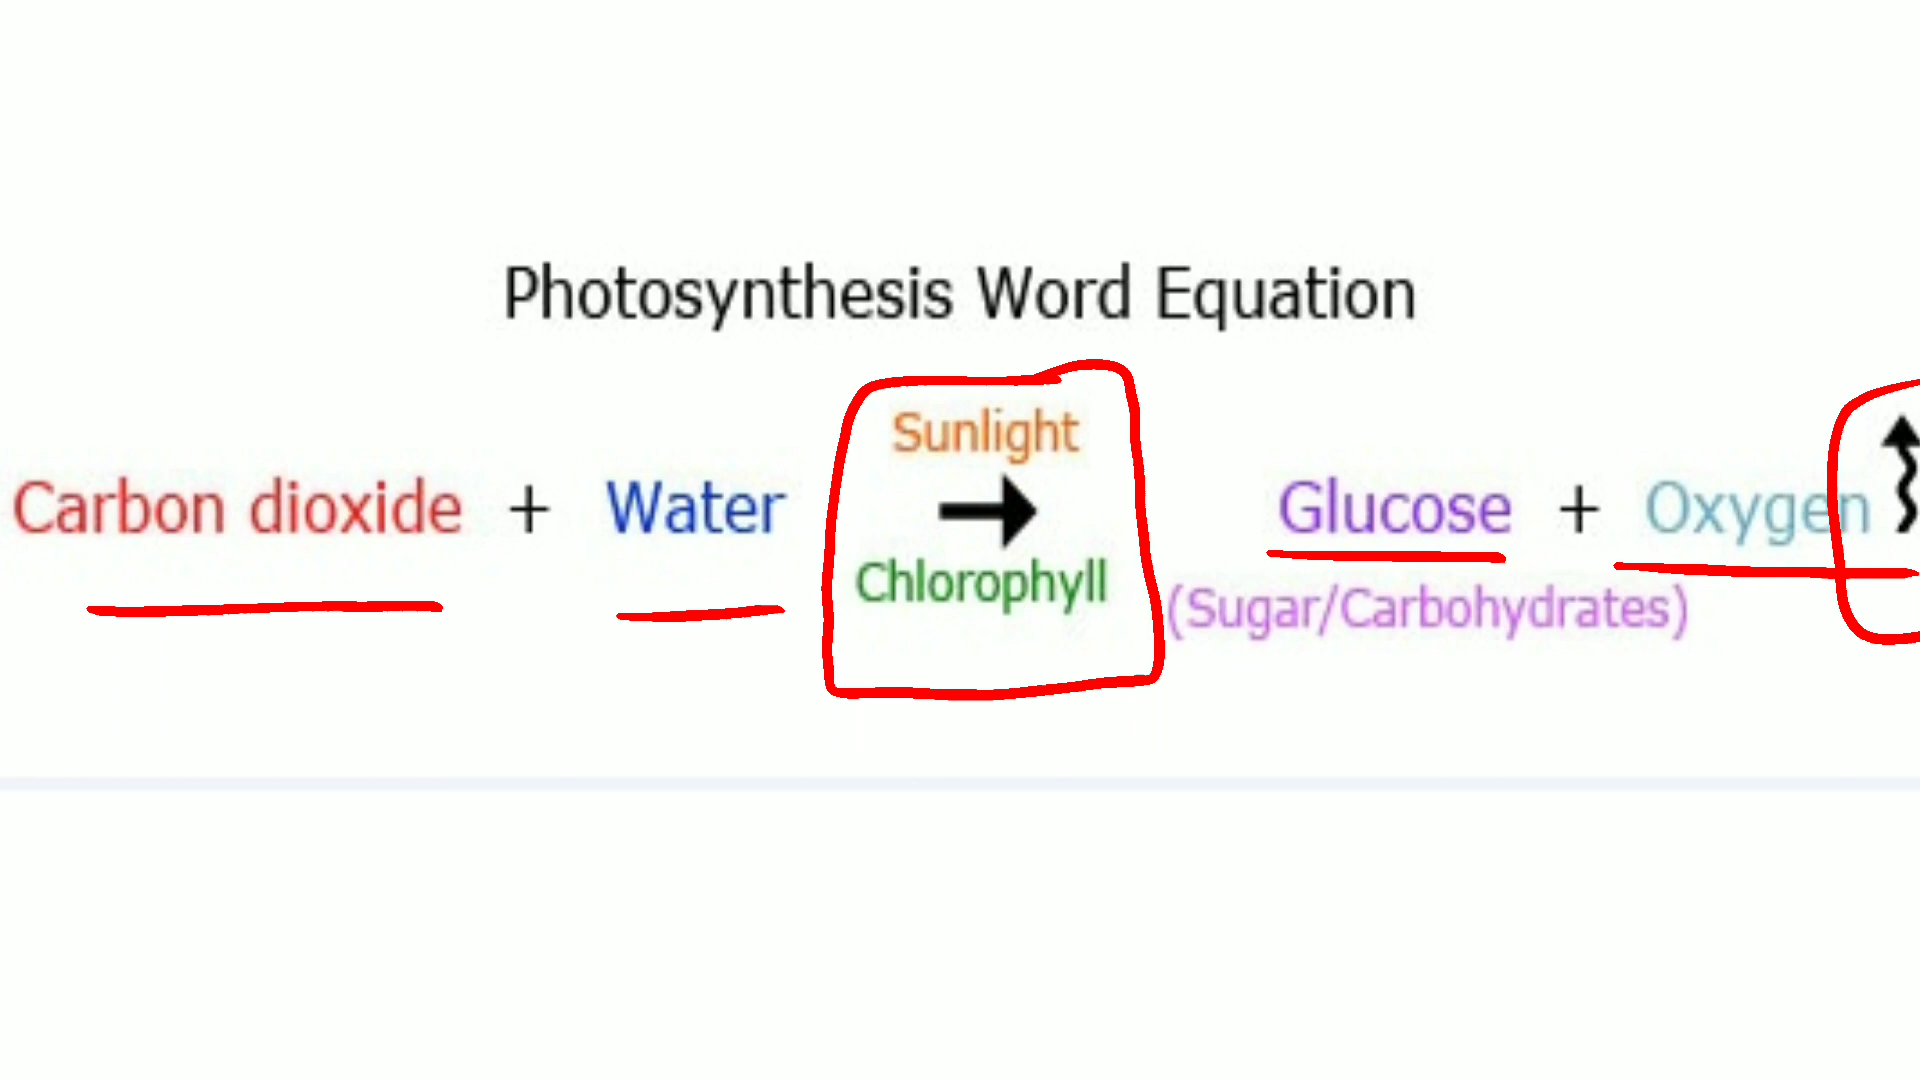 Photosynthesis Word Equation
Sunlight
Carbon dioxide + Water → Glucose + Oxygen
Chlorophyll
(Sugar/Carbohydrates)